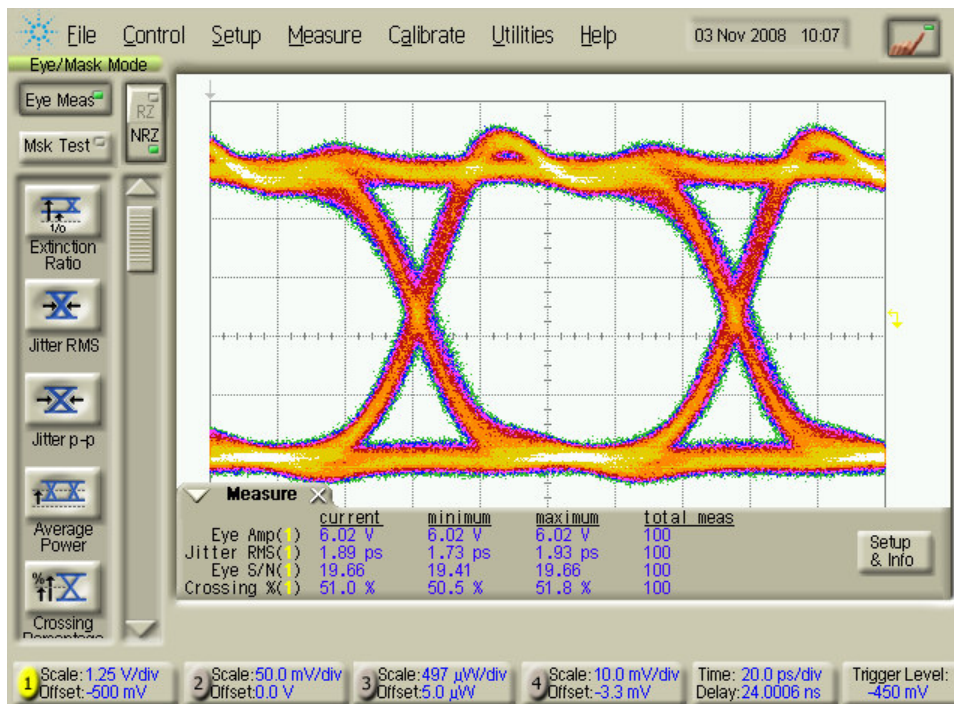 File Control Setup Measure Calibrate Utilities Help 03 Nov 2008 10:07
Eye/Mask Mode
Eye Meas
RZ
NRZ
Msk Test
1/0
Extinction
Ratio
Jitter RMS
Jitter p-p
Average
Power
%
Crossing
Percentage
Measure
current minimum maximum total meas
Eye Amp(1) 6.02 V 6.02 V 6.02 V 100
Jitter RMS(1) 1.89 ps 1.73 ps 1.93 ps 100
Eye S/N(1) 19.66 19.41 19.66 100
Crossing %(1) 51.0 % 50.5 % 51.8 % 100
Setup
& Info
1 Scale:1.25 V/div
Offset:-500 mV
2 Scale:50.0 mV/div
Offset:0.0 V
3 Scale:497 µW/div
Offset:5.0 µW
4 Scale:10.0 mV/div
Offset:-3.3 mV
Time: 20.0 ps/div
Delay:24.0006 ns
Trigger Level:
-450 mV